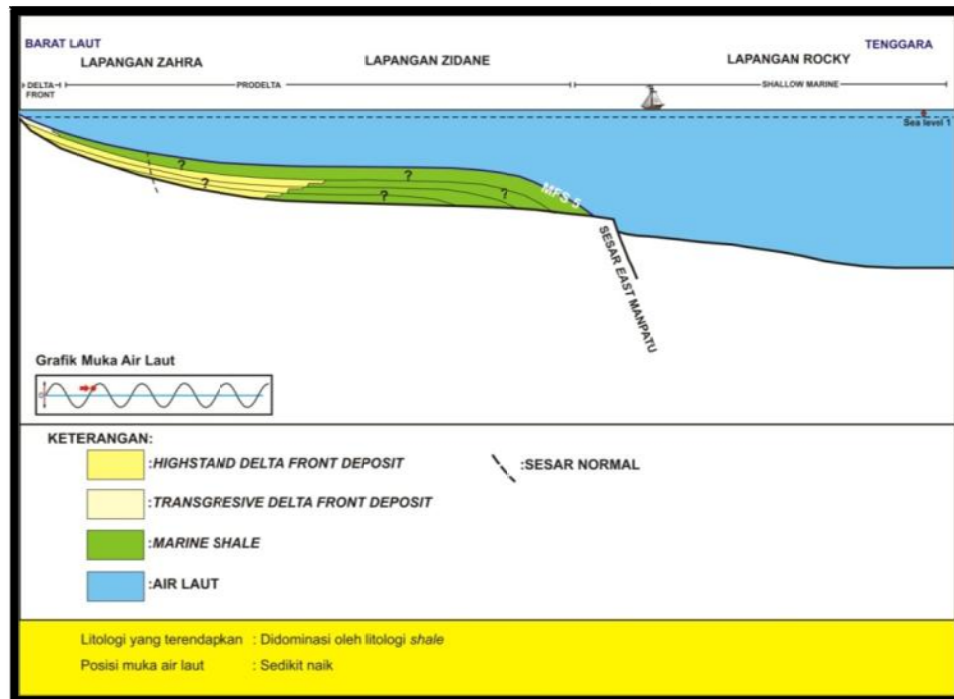 BARAT LAUT
TENGGARA
LAPANGAN ZAHRA
LAPANGAN ZIDANE
LAPANGAN ROCKY
DELTA FRONT
PRODELTA
SHALLOW MARINE
Sea level 1
?
?
?
?
?
MFS 5
SESAR EAST MANPATU
Grafik Muka Air Laut
0
KETERANGAN:
:HIGHSTAND DELTA FRONT DEPOSIT
:SESAR NORMAL
:TRANSGRESIVE DELTA FRONT DEPOSIT
:MARINE SHALE
:AIR LAUT
Litologi yang terendapkan : Didominasi oleh litologi shale
Posisi muka air laut : Sedikit naik